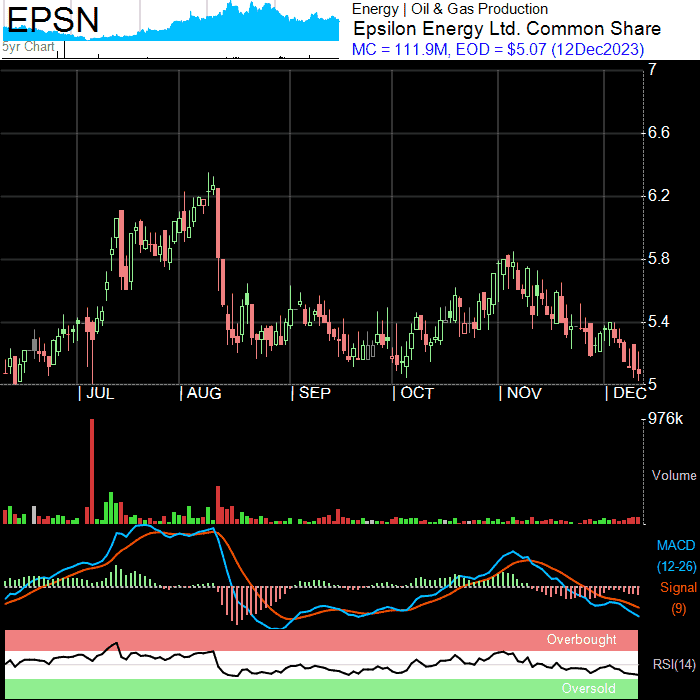 EPSN
5yr Chart
Energy | Oil & Gas Production
Epsilon Energy Ltd. Common Share
MC = 111.9M, EOD = $5.07 (12Dec2023)
7
6.6
6.2
5.8
5.4
5
| JUL | AUG | SEP | OCT | NOV | DEC
976k
Volume
MACD
(12-26)
Signal
(9)
Overbought
RSI(14)
Oversold